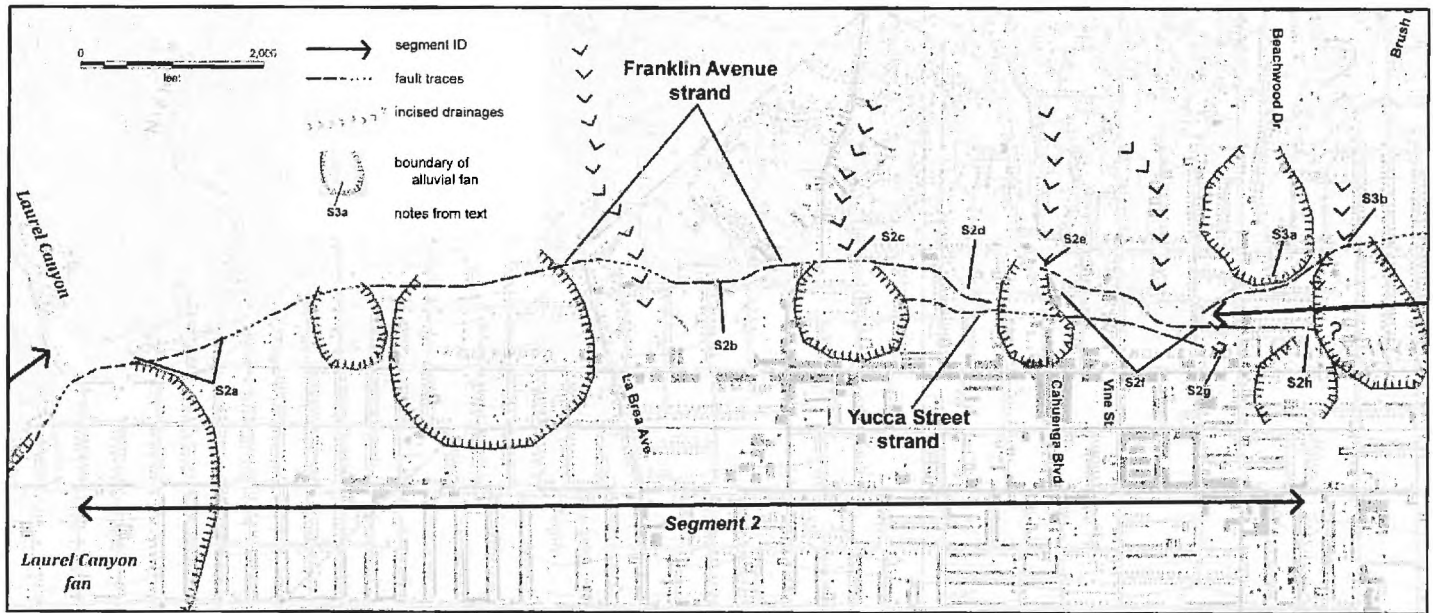 0 2,000
feet
segment ID
fault traces
incised drainages
boundary of
alluvial fan
S3a
notes from text
Franklin Avenue
strand
Beachwood Dr.
Brush
Laurel Canyon
S2a
S2b
S2c
S2d
S2e
S3a
S3b
La Brea Ave
Yucca Street
strand
Cahuenga Blvd
Vine St
S2f
S2g
S2h
?
Segment 2
Laurel Canyon
fan